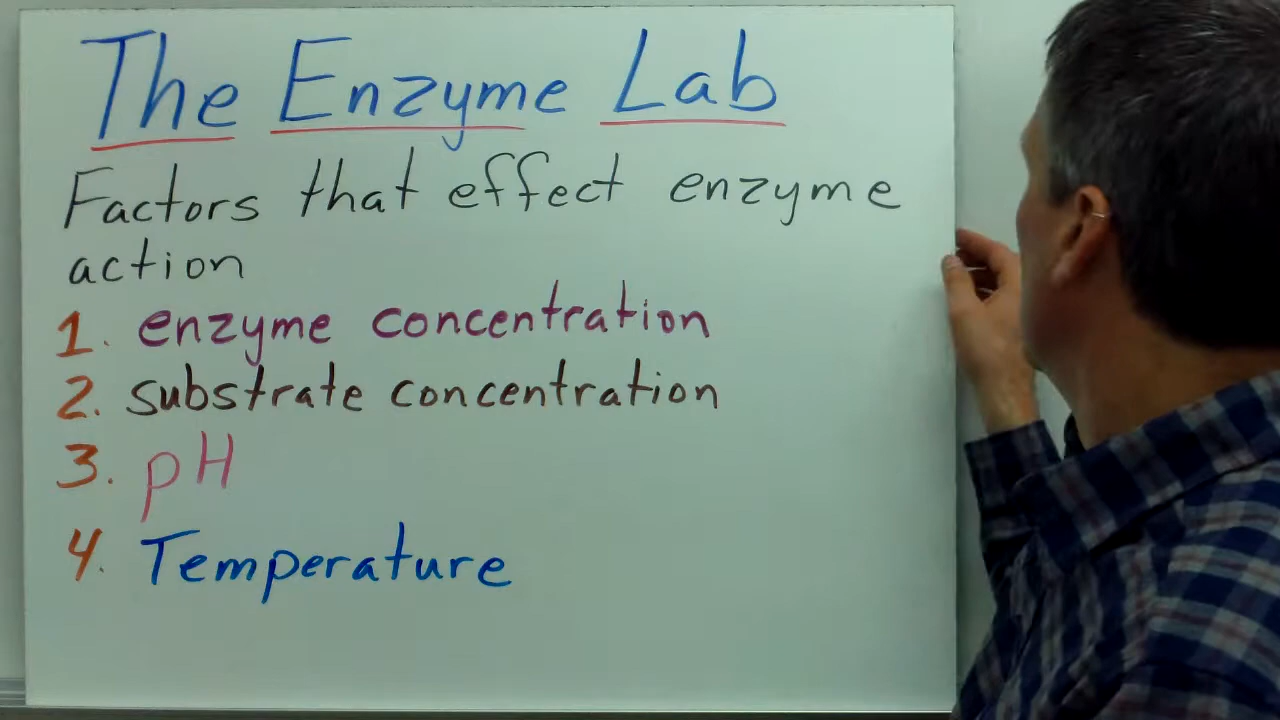 The Enzyme Lab
Factors that effect enzyme
action
1. enzyme concentration
2. substrate concentration
3. pH
4. Temperature